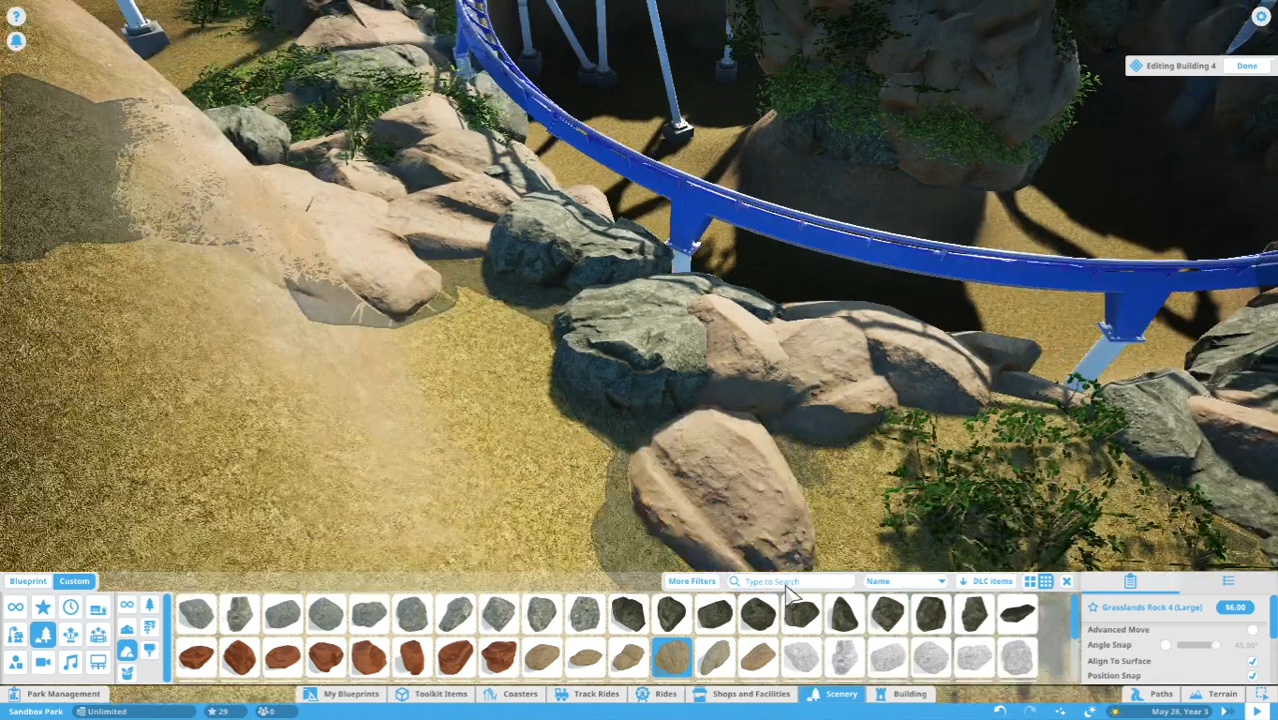 Editing Building 4 Done
Blueprint Custom
More Filters Type to Search Name DLC items
Grasslands Rock 4 (Large) $6.00
Advanced Move
Angle Snap 45.00°
Align To Surface
Position Snap
Park Management My Blueprints Toolkit Items Coasters Track Rides Rides Shops and Facilities Scenery Building Paths Terrain
Sandbox Park Unlimited 29 0 May 28, Year 3